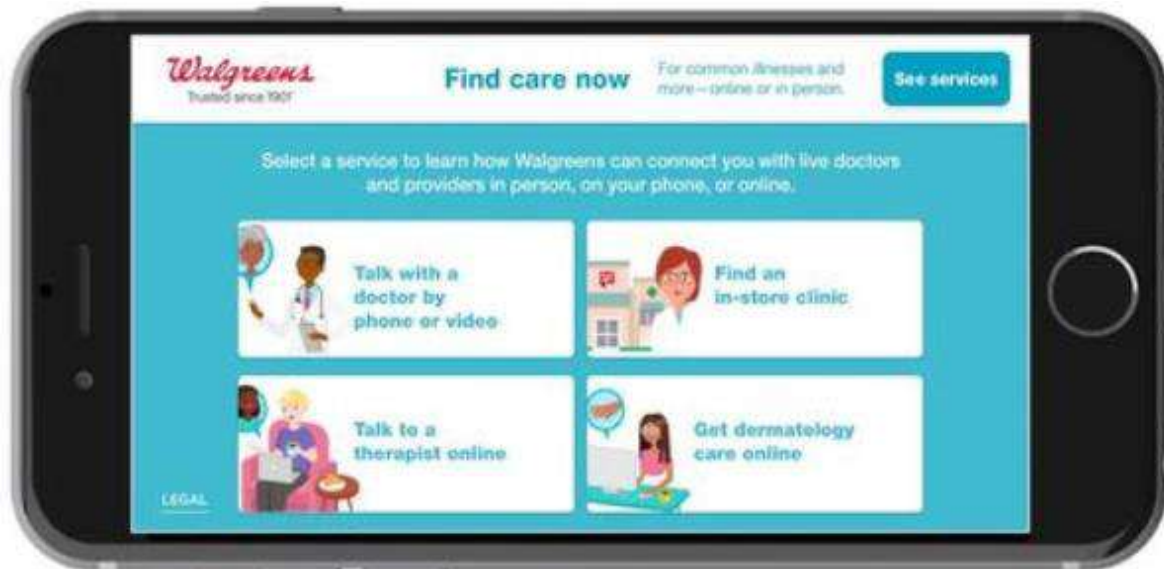 Walgreens
Trusted since 1901
Find care now
For common illnesses and
more—online or in person.
See services
Select a service to learn how Walgreens can connect you with live doctors
and providers in person, on your phone, or online.
Talk with a
doctor by
phone or video
Find an
in-store clinic
Talk to a
therapist online
Get dermatology
care online
LEGAL